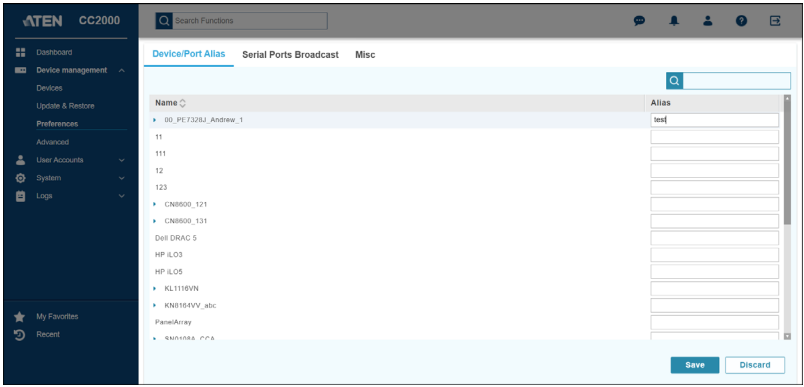 ATEN CC2000
Search Functions
Dashboard
Device management
Devices
Update & Restore
Preferences
Advanced
User Accounts
System
Logs
My Favorites
Recent
Device/Port Alias Serial Ports Broadcast Misc
Name Alias
00_PE7328J_Andrew_1 test
11
111
12
123
CN8600_121
CN8600_131
Dell DRAC 5
HP iLO3
HP iLO5
KL1116VN
KN8164VV_abc
PanelArray
SN0108A_CCA
Save Discard